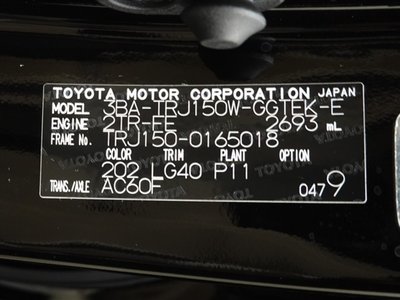 TOYOTA MOTOR CORPORATION JAPAN
MODEL 3BA-TRJ150W-GGTEK-E
ENGINE 2TR-FE 2693 mL
FRAME No. TRJ150-0165018
COLOR TRIM PLANT OPTION
202 LG40 P11
TRANS./AXLE AC60F 0479